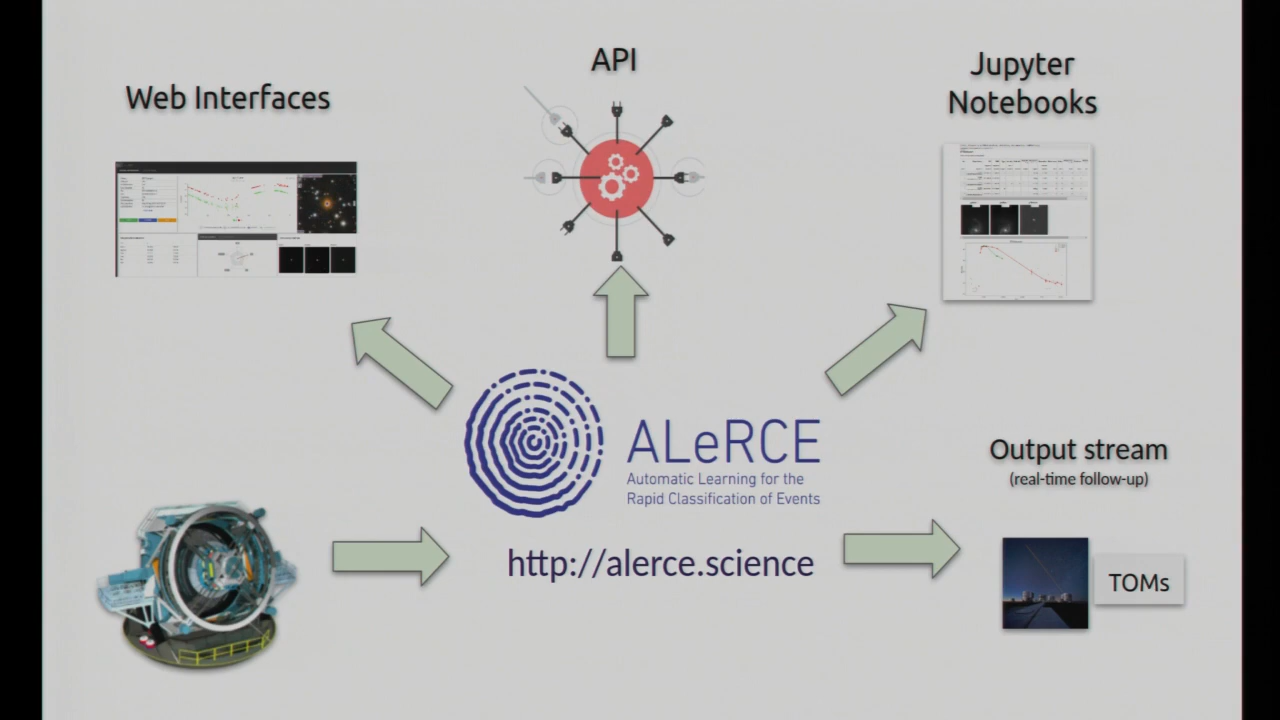 API
Web Interfaces
Jupyter
Notebooks
ALeRCE
Automatic Learning for the
Rapid Classification of Events
http://alerce.science
Output stream
(real-time follow-up)
TOMs